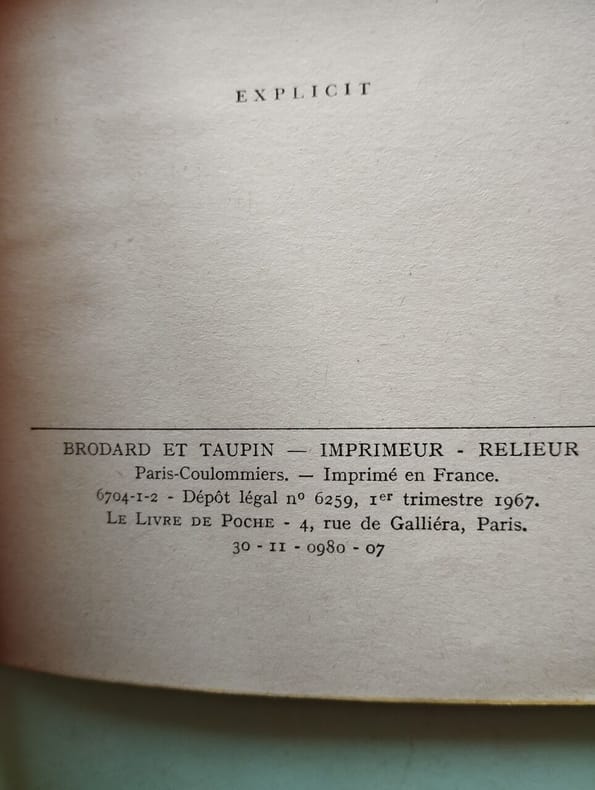 EXPLICIT
BRODARD ET TAUPIN — IMPRIMEUR - RELIEUR
Paris-Coulommiers. — Imprimé en France.
6704-1-2 - Dépôt légal nº 6259, 1er trimestre 1967.
LE LIVRE DE POCHE - 4, rue de Galliéra, Paris.
30 - 11 - 0980 - 07